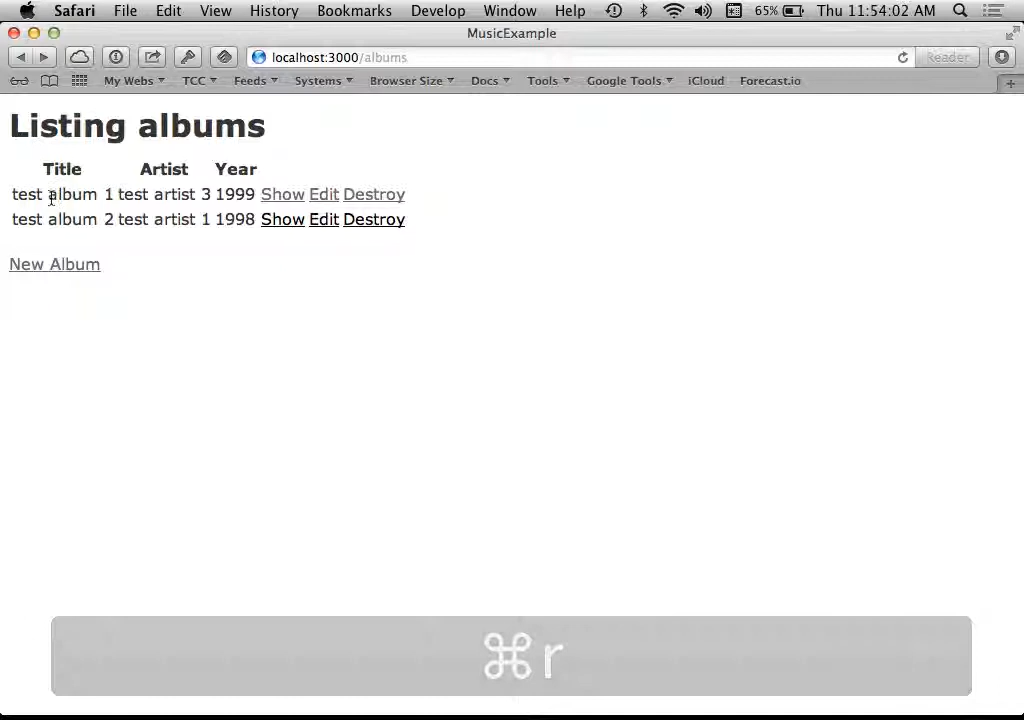 Safari File Edit View History Bookmarks Develop Window Help 65% Thu 11:54:02 AM
MusicExample
localhost:3000/albums Reader
My Webs TCC Feeds Systems Browser Size Docs Tools Google Tools iCloud Forecast.io
Listing albums
Title Artist Year
test album 1 test artist 3 1999 Show Edit Destroy
test album 2 test artist 1 1998 Show Edit Destroy
New Album
⌘r